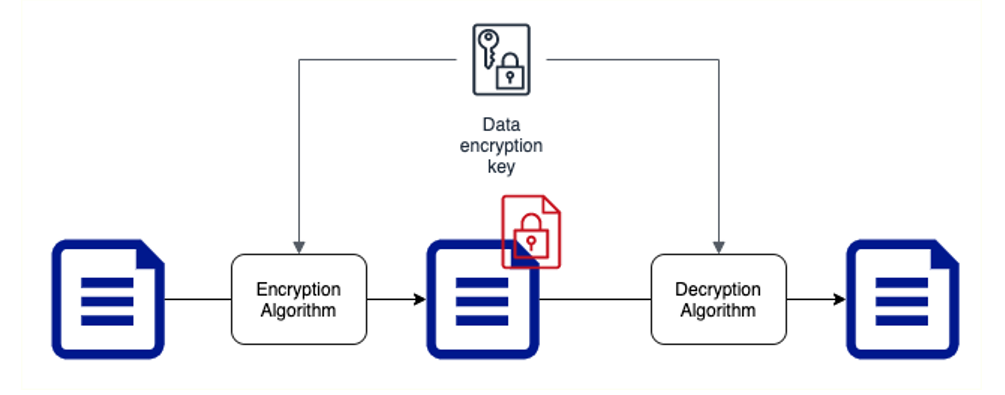 Data
encryption
key
Encryption
Algorithm
Decryption
Algorithm